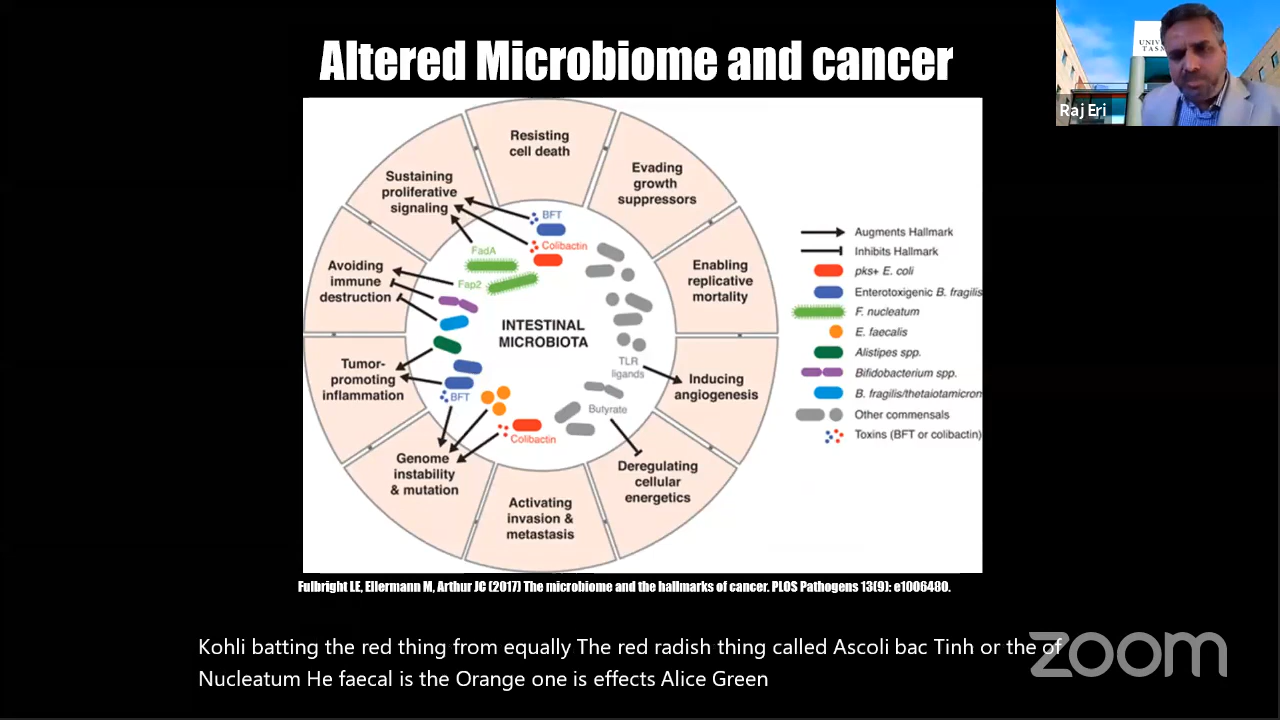 Altered Microbiome and cancer
UNIV
TASM
Raj Eri
Resisting
cell death
Evading
growth
suppressors
Enabling
replicative
mortality
Inducing
angiogenesis
Deregulating
cellular
energetics
Activating
invasion &
metastasis
Genome
instability
& mutation
Tumor-
promoting
inflammation
Avoiding
immune
destruction
Sustaining
proliferative
signaling
BFT
Colibactin
FadA
Fap2
INTESTINAL
MICROBIOTA
TLR
ligands
Butyrate
BFT
Colibactin
Augments Hallmark
Inhibits Hallmark
pks+ E. coli
Enterotoxigenic B. fragilis
F. nucleatum
E. faecalis
Alistipes spp.
Bifidobacterium spp.
B. fragilis/thetaiotamicron
Other commensals
Toxins (BFT or colibactin)
Fulbright LE, Ellermann M, Arthur JC (2017) The microbiome and the hallmarks of cancer. PLOS Pathogens 13(9): e1006480.
Kohli batting the red thing from equally The red radish thing called Ascoli bac Tinh or the of
Nucleatum He faecal is the Orange one is effects Alice Green
zoom